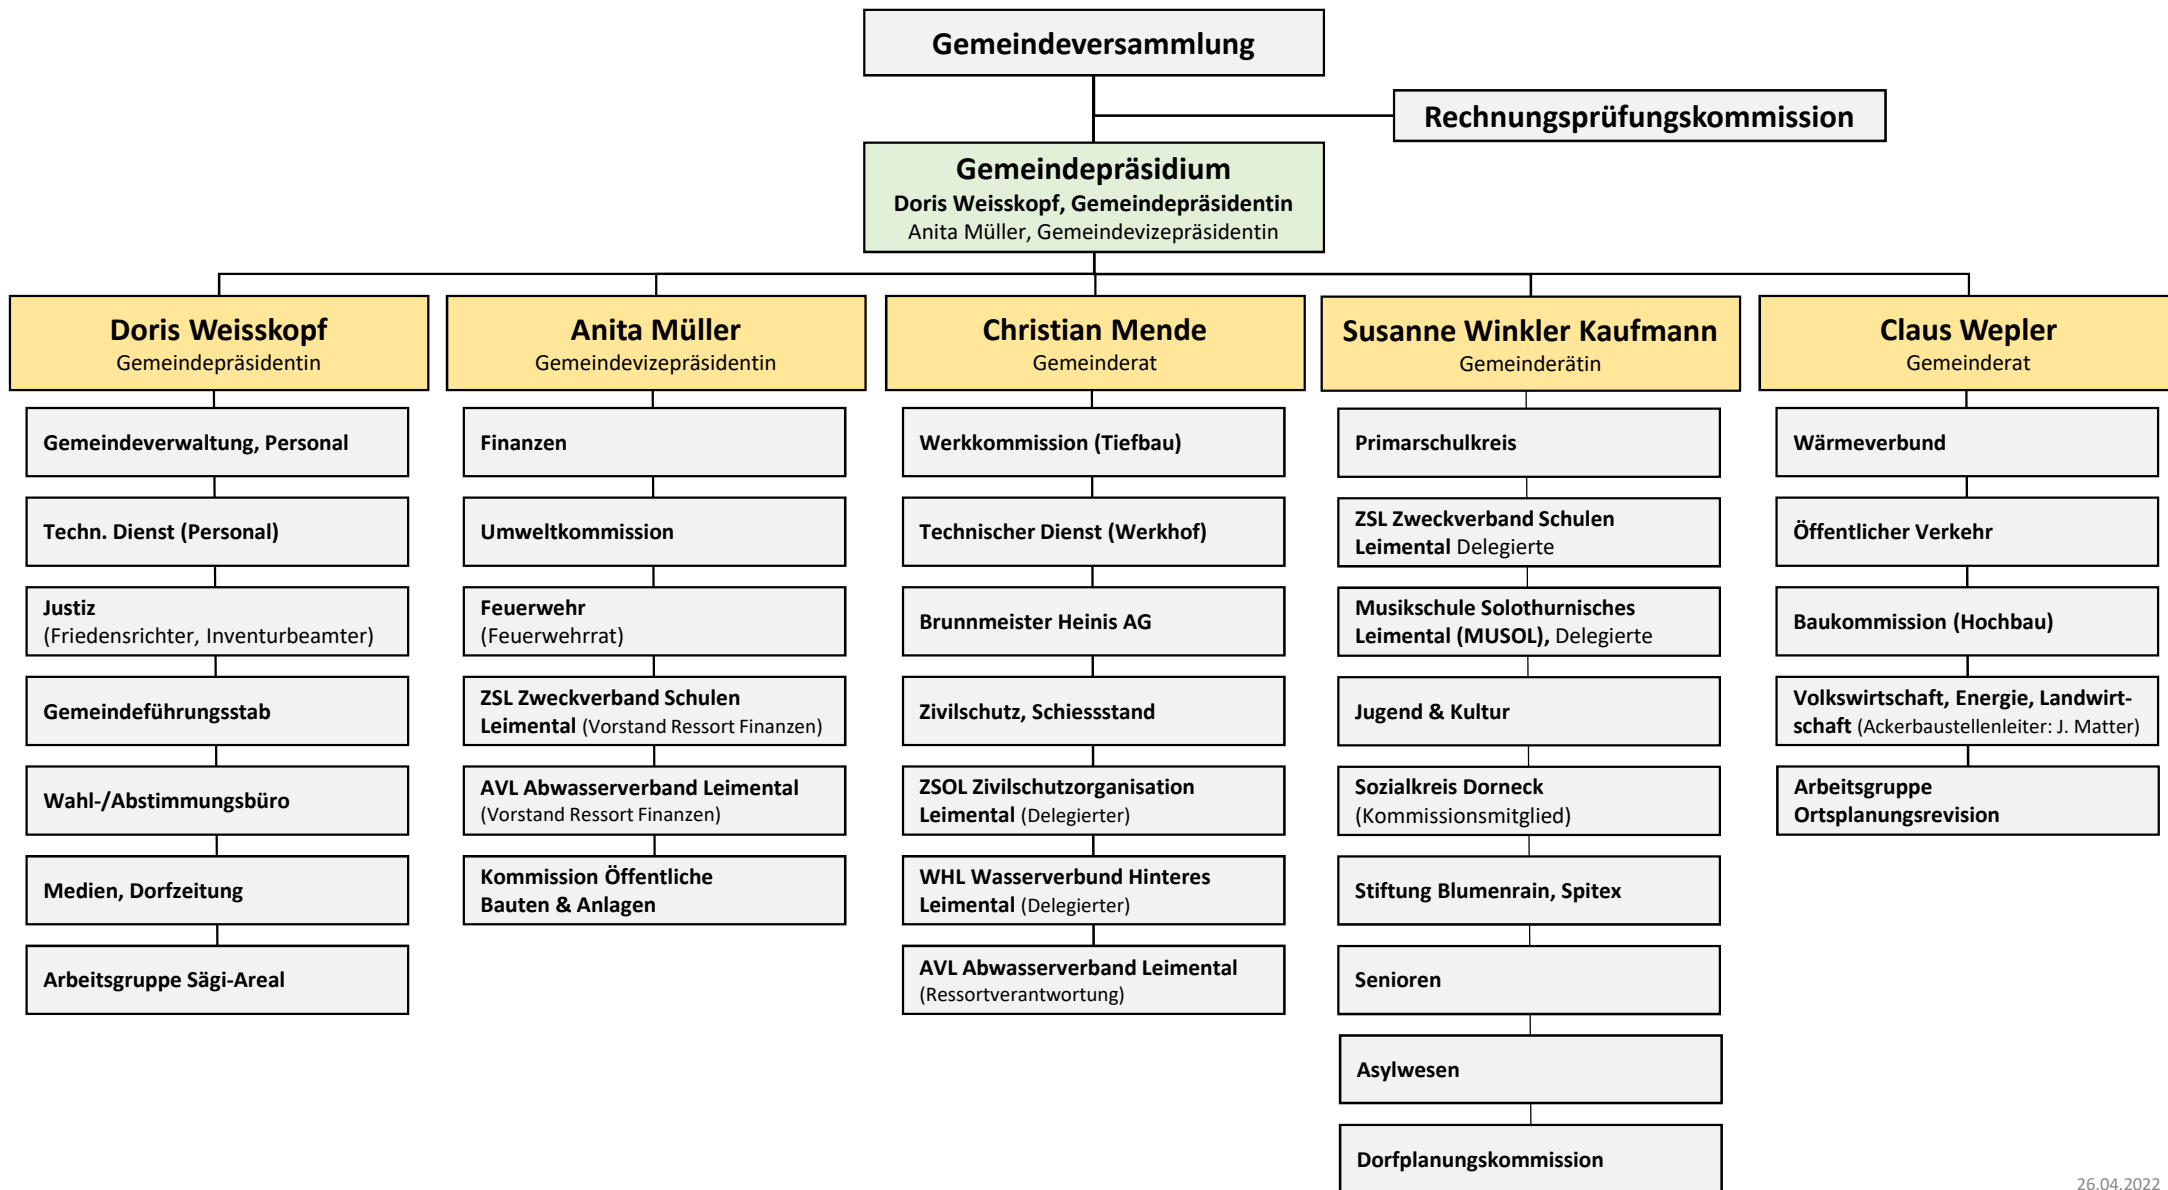 Gemeindeversammlung
Rechnungsprüfungskommission
Gemeindepräsidium
Doris Weisskopf, Gemeindepräsidentin
Anita Müller, Gemeindevizepräsidentin
Doris Weisskopf
Gemeindepräsidentin
Gemeindeverwaltung, Personal
Techn. Dienst (Personal)
Justiz
(Friedensrichter, Inventurbeamter)
Gemeindeführungsstab
Wahl-/Abstimmungsbüro
Medien, Dorfzeitung
Arbeitsgruppe Sägi-Areal
Anita Müller
Gemeindevizepräsidentin
Finanzen
Umweltkommission
Feuerwehr
(Feuerwehrrat)
ZSL Zweckverband Schulen
Leimental (Vorstand Ressort Finanzen)
AVL Abwasserverband Leimental
(Vorstand Ressort Finanzen)
Kommission Öffentliche
Bauten & Anlagen
Christian Mende
Gemeinderat
Werkkommission (Tiefbau)
Technischer Dienst (Werkhof)
Brunnmeister Heinis AG
Zivilschutz, Schiessstand
ZSOL Zivilschutzorganisation
Leimental (Delegierter)
WHL Wasserverbund Hinteres
Leimental (Delegierter)
AVL Abwasserverband Leimental
(Ressortverantwortung)
Susanne Winkler Kaufmann
Gemeinderätin
Primarschulkreis
ZSL Zweckverband Schulen
Leimental Delegierte
Musikschule Solothurnisches
Leimental (MUSOL), Delegierte
Jugend & Kultur
Sozialkreis Dorneck
(Kommissionsmitglied)
Stiftung Blumenrain, Spitex
Senioren
Asylwesen
Dorfplanungskommission
Claus Wepler
Gemeinderat
Wärmeverbund
Öffentlicher Verkehr
Baukommission (Hochbau)
Volkswirtschaft, Energie, Landwirt-
schaft (Ackerbaustellenleiter: J. Matter)
Arbeitsgruppe
Ortsplanungsrevision
26.04.2022